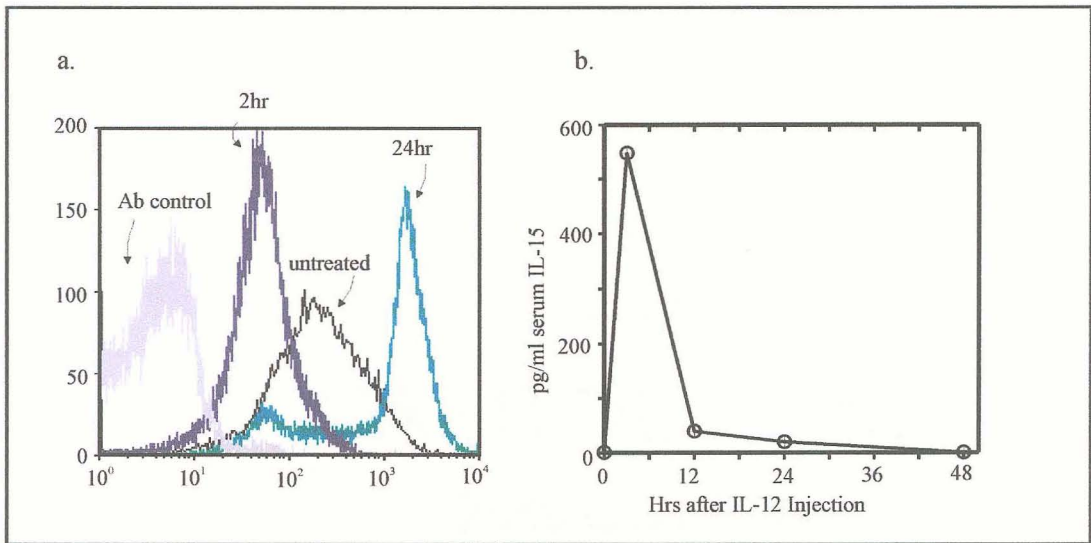 a.
b.
2hr
24hr
Ab control
untreated
200
150
100
50
0
10⁰ 10¹ 10² 10³ 10⁴
pg/ml serum IL-15
600
400
200
0
0 12 24 36 48
Hrs after IL-12 Injection